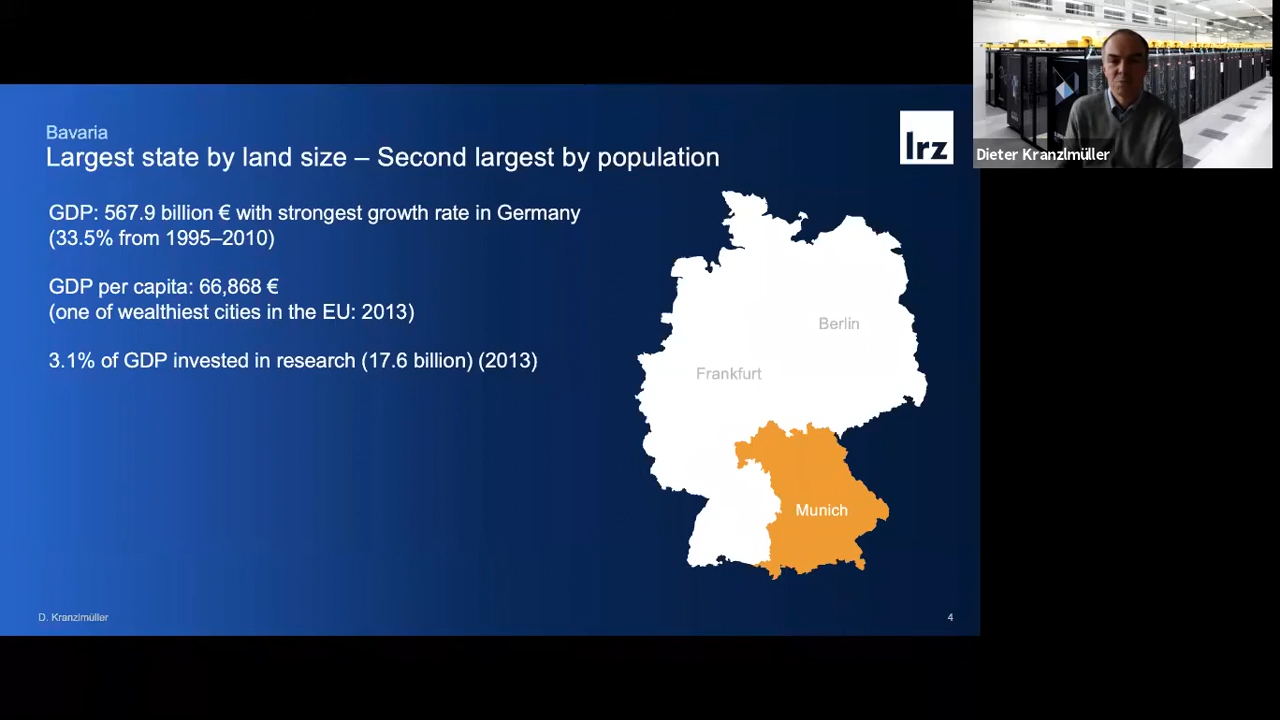 Bavaria
Largest state by land size – Second largest by population
lrz
GDP: 567.9 billion € with strongest growth rate in Germany
(33.5% from 1995–2010)
GDP per capita: 66,868 €
(one of wealthiest cities in the EU: 2013)
3.1% of GDP invested in research (17.6 billion) (2013)
Berlin
Frankfurt
Munich
D. Kranzlmüller
4
Dieter Kranzlmüller